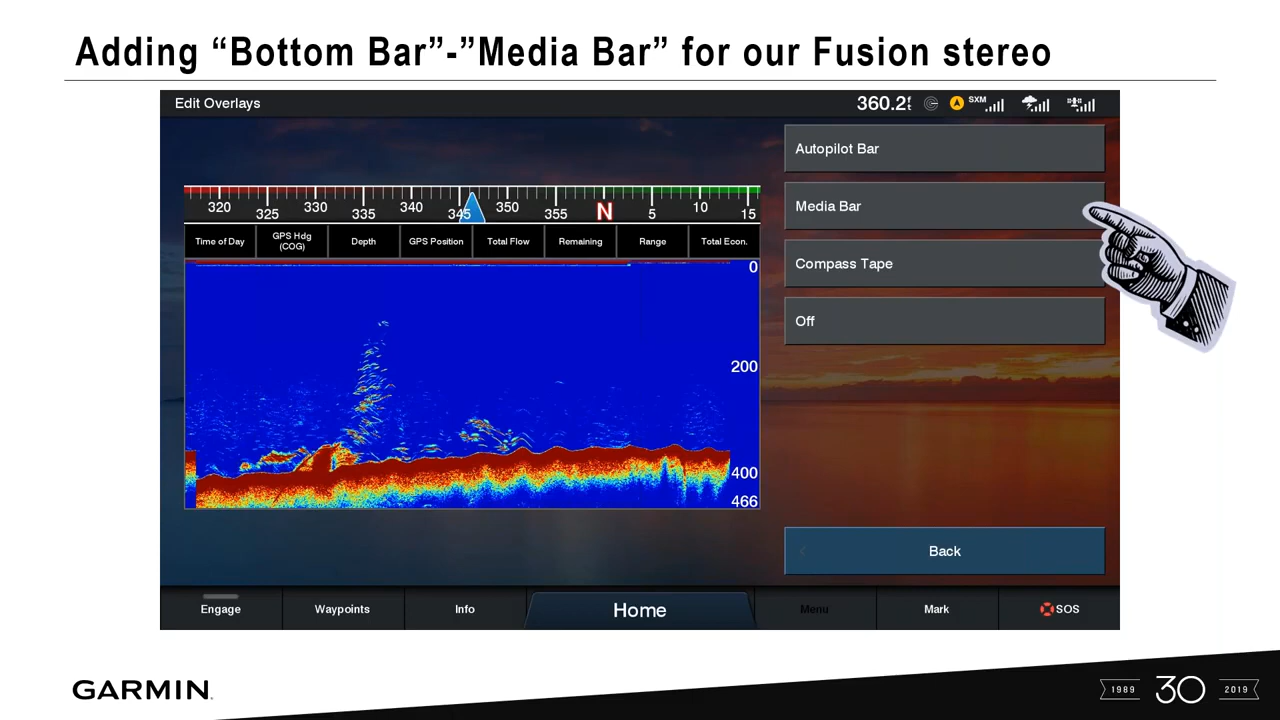 Adding “Bottom Bar”-”Media Bar” for our Fusion stereo
Edit Overlays
360.2 ft
SXM
Autopilot Bar
Media Bar
Compass Tape
Off
320 325 330 335 340 345 350 355 N 5 10 15
Time of Day
GPS Hdg
(COG)
Depth
GPS Position
Total Flow
Remaining
Range
Total Econ.
0
200
400
466
Back
Engage
Waypoints
Info
Home
Menu
Mark
SOS
GARMIN
1989 30 2019